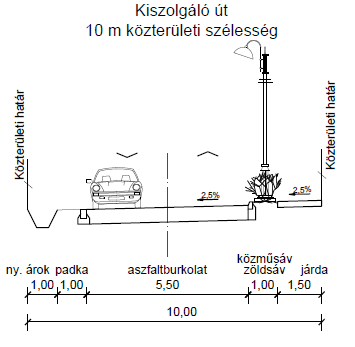 Kiszolgáló út
10 m közterületi szélesség
Közterületi határ
Közterületi határ
2,5%
2,5%
közműsáv
ny. árok padka aszfaltburkolat zöldsáv járda
1,00 1,00 5,50 1,00 1,50
10,00